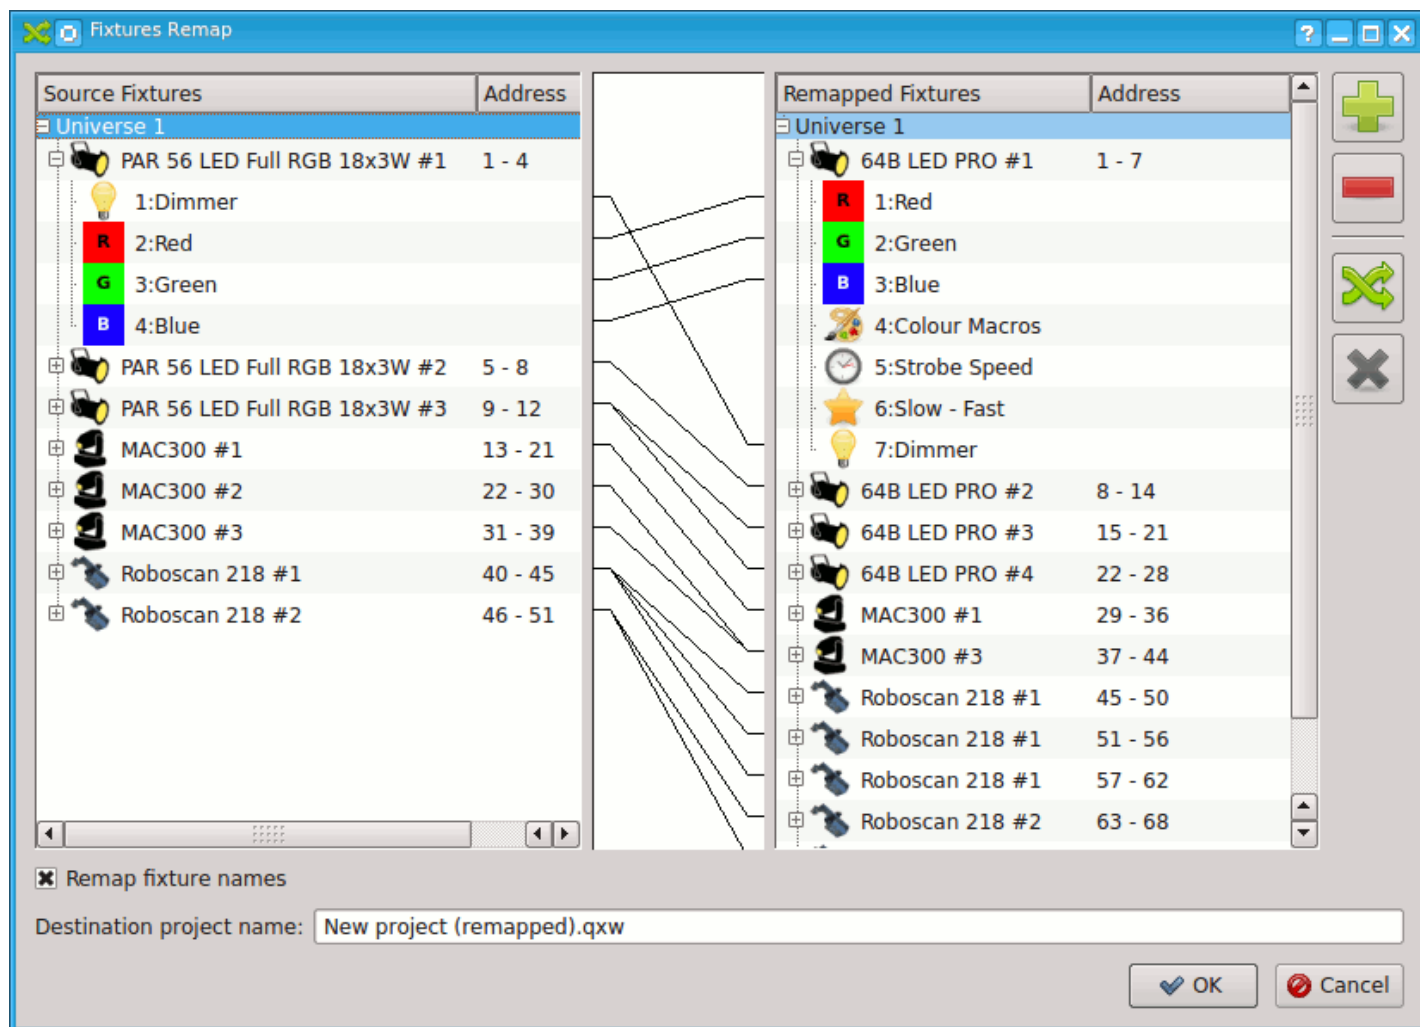 Fixtures Remap
?
Source Fixtures Address
Universe 1
PAR 56 LED Full RGB 18x3W #1 1 - 4
1:Dimmer
R 2:Red
G 3:Green
B 4:Blue
PAR 56 LED Full RGB 18x3W #2 5 - 8
PAR 56 LED Full RGB 18x3W #3 9 - 12
MAC300 #1 13 - 21
MAC300 #2 22 - 30
MAC300 #3 31 - 39
Roboscan 218 #1 40 - 45
Roboscan 218 #2 46 - 51
Remapped Fixtures Address
Universe 1
64B LED PRO #1 1 - 7
R 1:Red
G 2:Green
B 3:Blue
4:Colour Macros
5:Strobe Speed
6:Slow - Fast
7:Dimmer
64B LED PRO #2 8 - 14
64B LED PRO #3 15 - 21
64B LED PRO #4 22 - 28
MAC300 #1 29 - 36
MAC300 #3 37 - 44
Roboscan 218 #1 45 - 50
Roboscan 218 #1 51 - 56
Roboscan 218 #1 57 - 62
Roboscan 218 #2 63 - 68
Remap fixture names
Destination project name: New project (remapped).qxw
OK Cancel